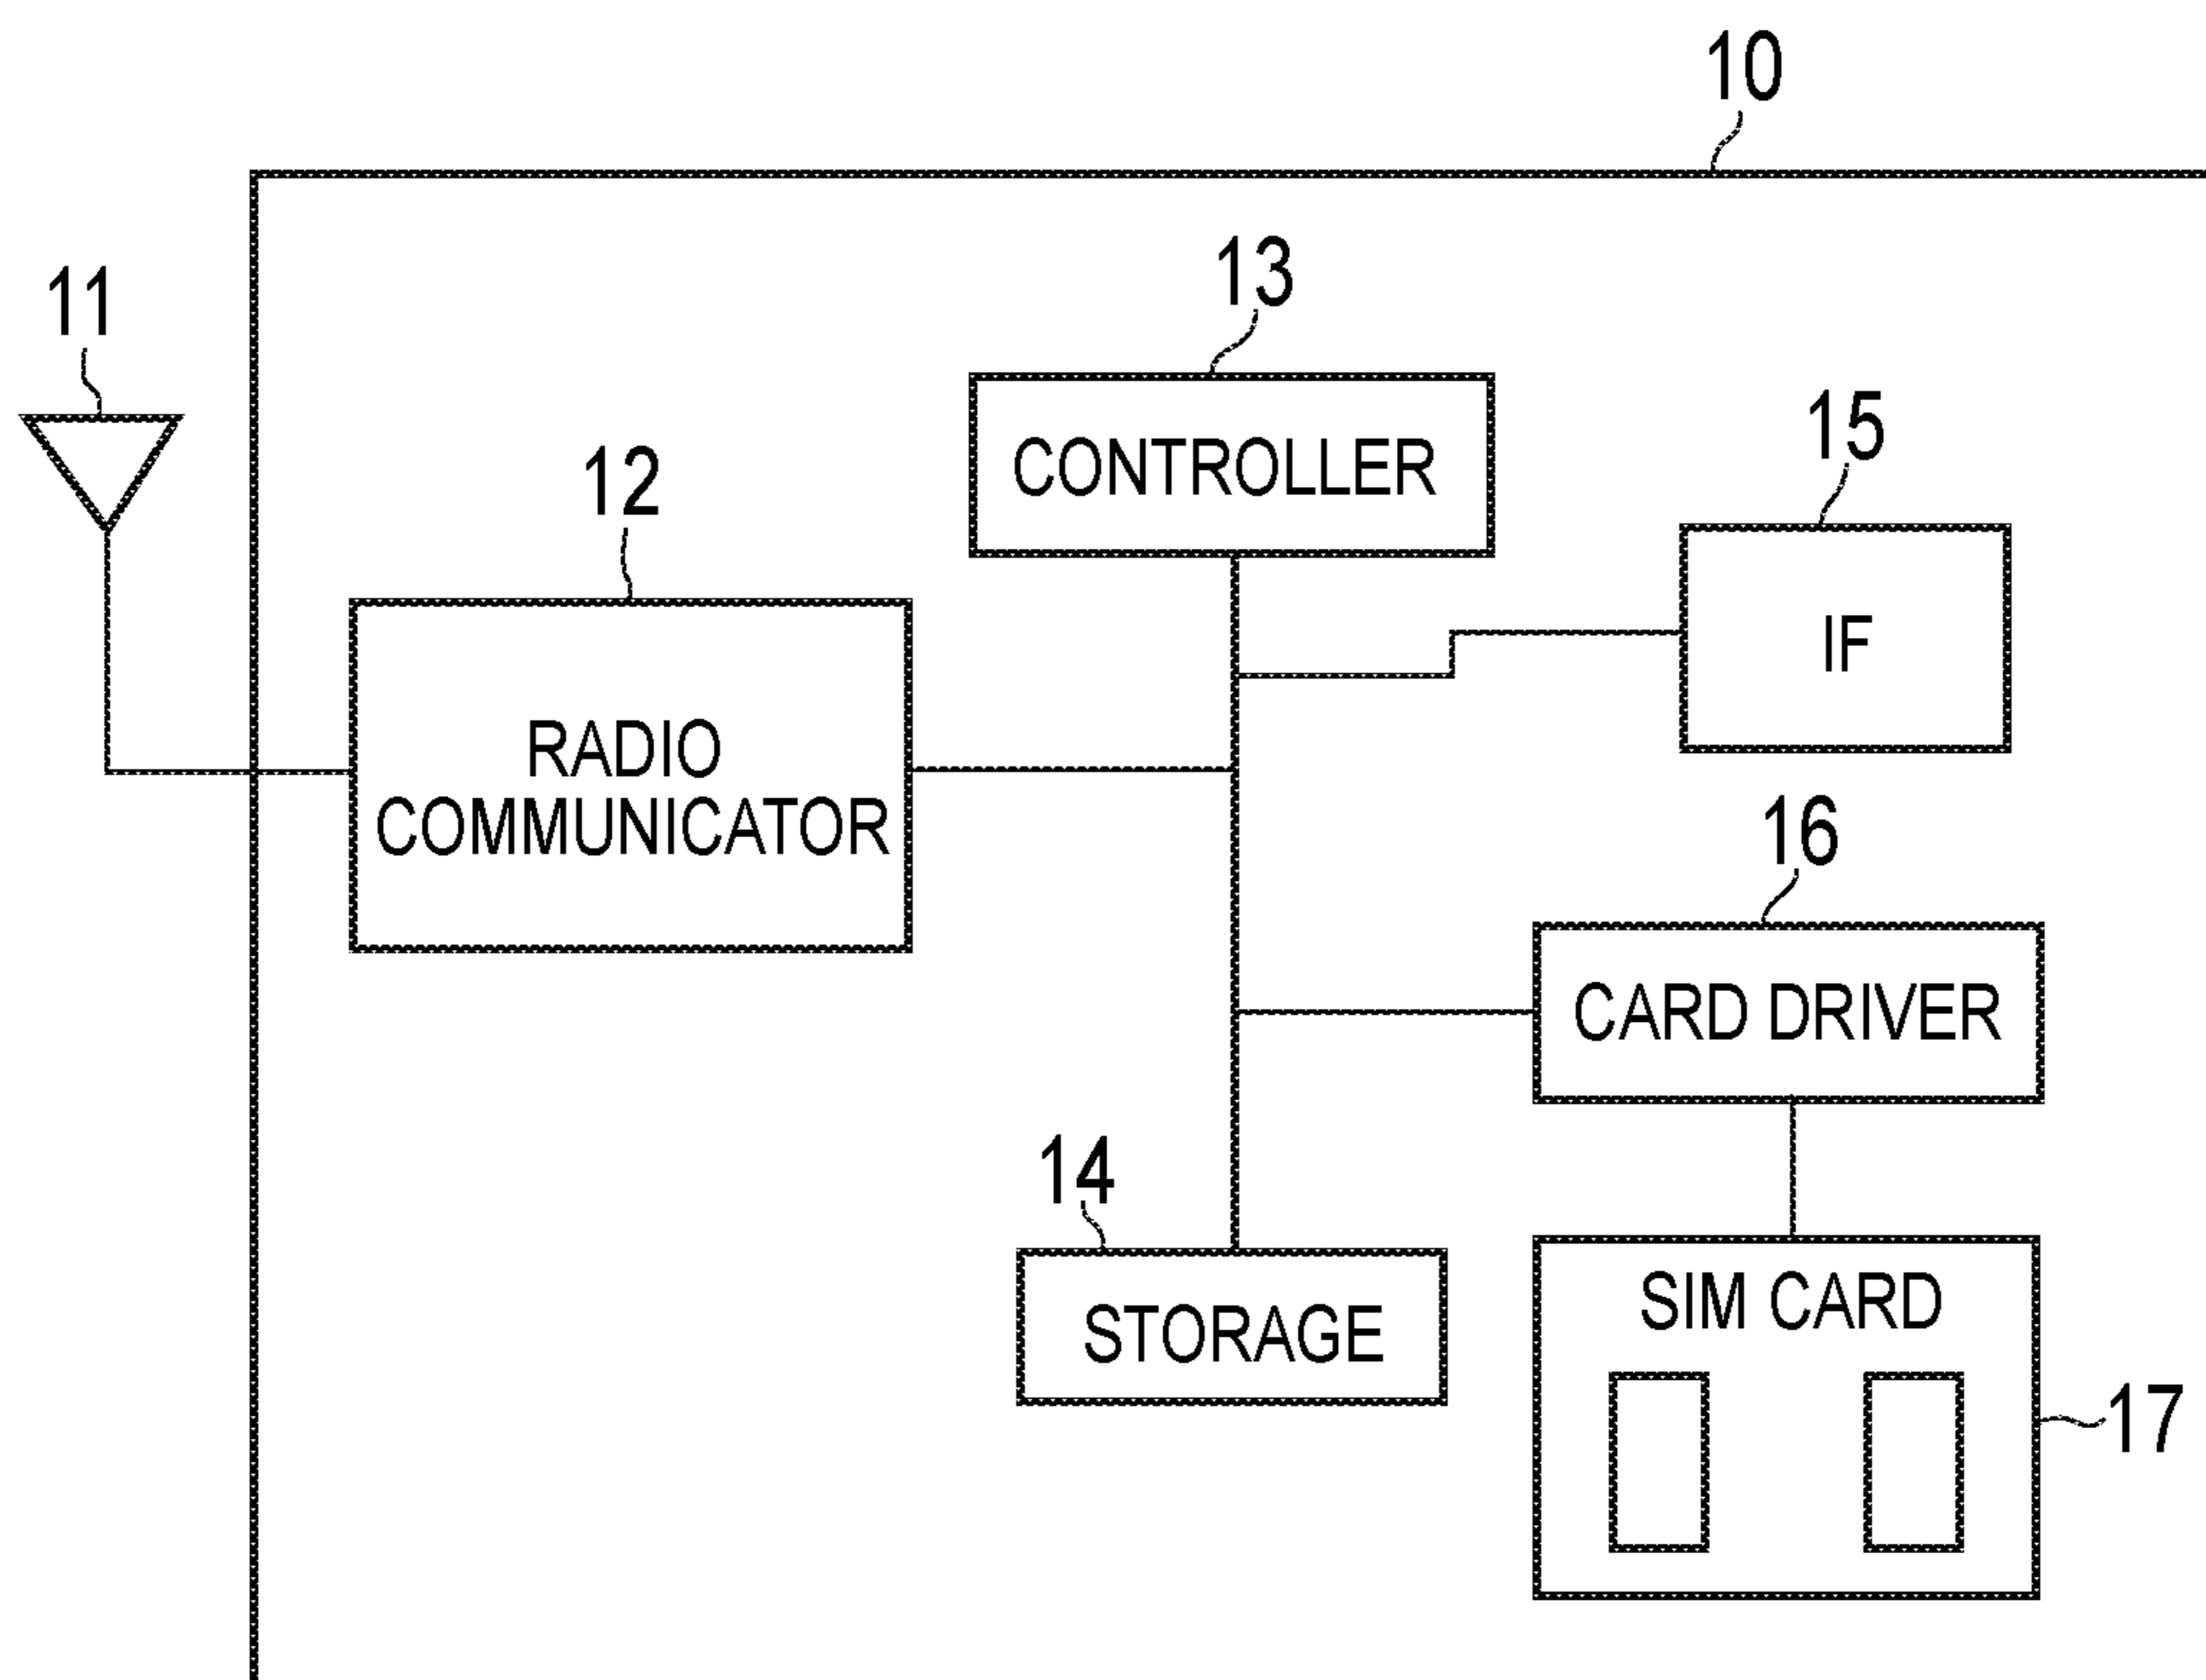 10
11
13
CONTROLLER
15
IF
12
RADIO
COMMUNICATOR
16
CARD DRIVER
14
STORAGE
SIM CARD
17